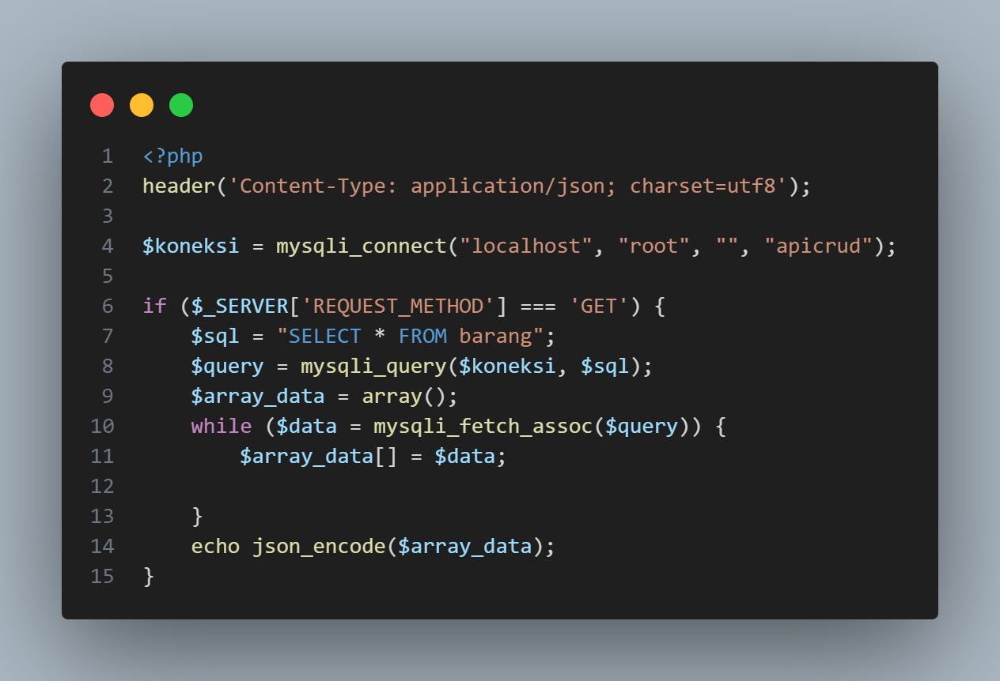 1 <?php
2 header('Content-Type: application/json; charset=utf8');
3
4 $koneksi = mysqli_connect("localhost", "root", "", "apicrud");
5
6 if ($_SERVER['REQUEST_METHOD'] === 'GET') {
7     $sql = "SELECT * FROM barang";
8     $query = mysqli_query($koneksi, $sql);
9     $array_data = array();
10     while ($data = mysqli_fetch_assoc($query)) {
11         $array_data[] = $data;
12
13     }
14     echo json_encode($array_data);
15 }